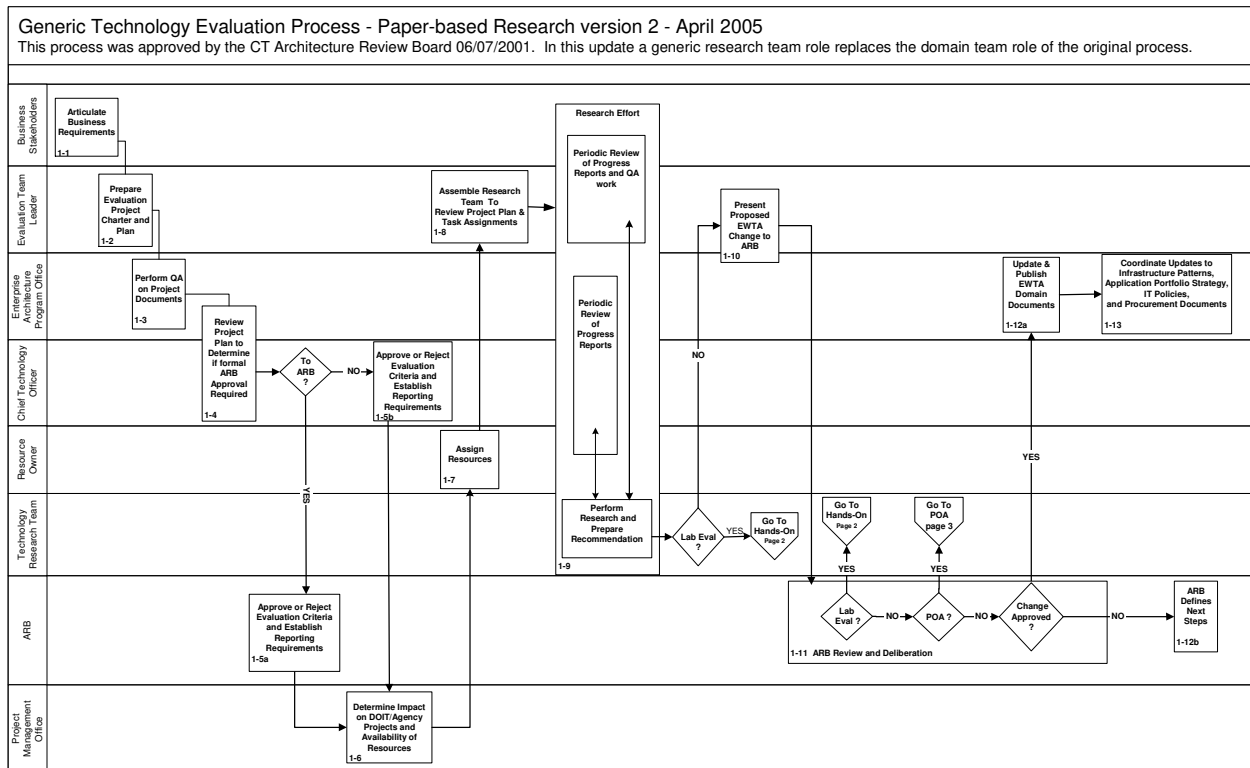 Generic Technology Evaluation Process - Paper-based Research version 2 - April 2005
This process was approved by the CT Architecture Review Board 06/07/2001.  In this update a generic research team role replaces the domain team role of the original process.
Business
Stakeholders
Articulate
Business
Requirements
1-1
Research Effort
Periodic Review
of Progress
Reports and QA
work
Evaluation Team
Leader
Prepare
Evaluation
Project
Charter and
Plan
1-2
Assemble Research
Team  To
Review Project Plan &
Task Assignments
1-8
Present
Proposed
EWTA
Change to
ARB
1-10
Enterprise
Architecture
Program Office
Perform QA
on Project
Documents
1-3
Periodic
Review
of
Progress
Reports
Update &
Publish
EWTA
Domain
Documents
1-12a
Coordinate Updates to
Infrastructure Patterns,
Application Portfolio Strategy,
IT Policies,
and Procurement Documents
1-13
Chief Technology
Officer
Review
Project
Plan to
Determine
if formal
ARB
Approval
Required
1-4
To
ARB
?
NO
Approve or Reject
Evaluation
Criteria and
Establish
Reporting
Requirements
1-5b
NO
Resource
Owner
Assign
Resources
1-7
YES
YES
Technology
Research Team
Perform
Research and
Prepare
Recommendation
1-9
Lab Eval
?
YES
Go To
Hands-On
Page 2
Go To
Hands-On
Page 2
Go To
POA
page 3
YES
YES
ARB
Approve or Reject
Evaluation Criteria
and Establish
Reporting
Requirements
1-5a
Lab
Eval ?
NO
POA ?
NO
Change
Approved
?
NO
1-11  ARB Review and Deliberation
ARB
Defines
Next
Steps
1-12b
Project
Management
Office
Determine Impact
on DOIT/Agency
Projects and
Availability of
Resources
1-6